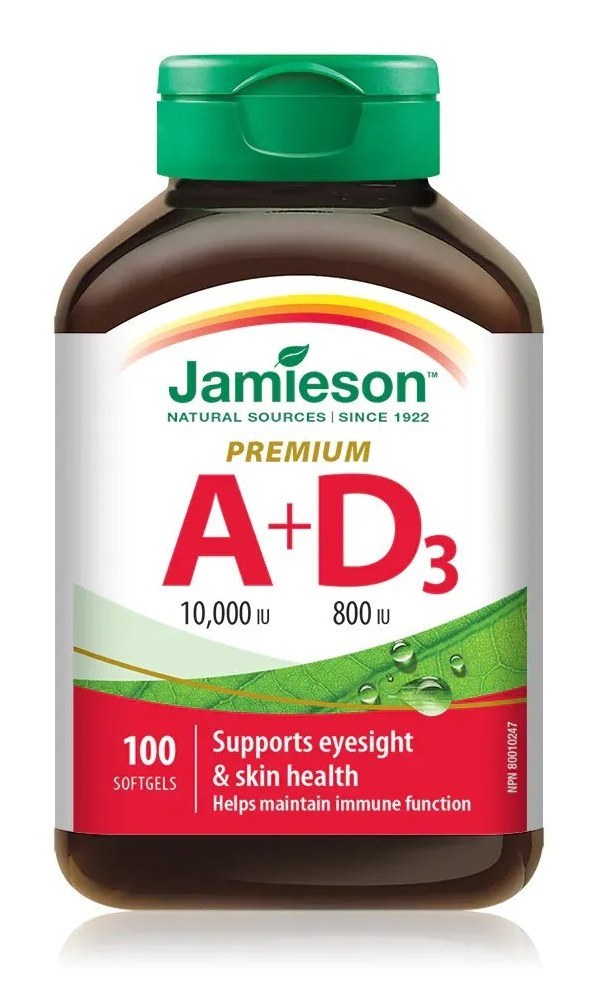 Jamieson™
NATURAL SOURCES | SINCE 1922
PREMIUM
A+D3
10,000 IU 800 IU
100
SOFTGELS
Supports eyesight
& skin health
Helps maintain immune function
NPN 80010247